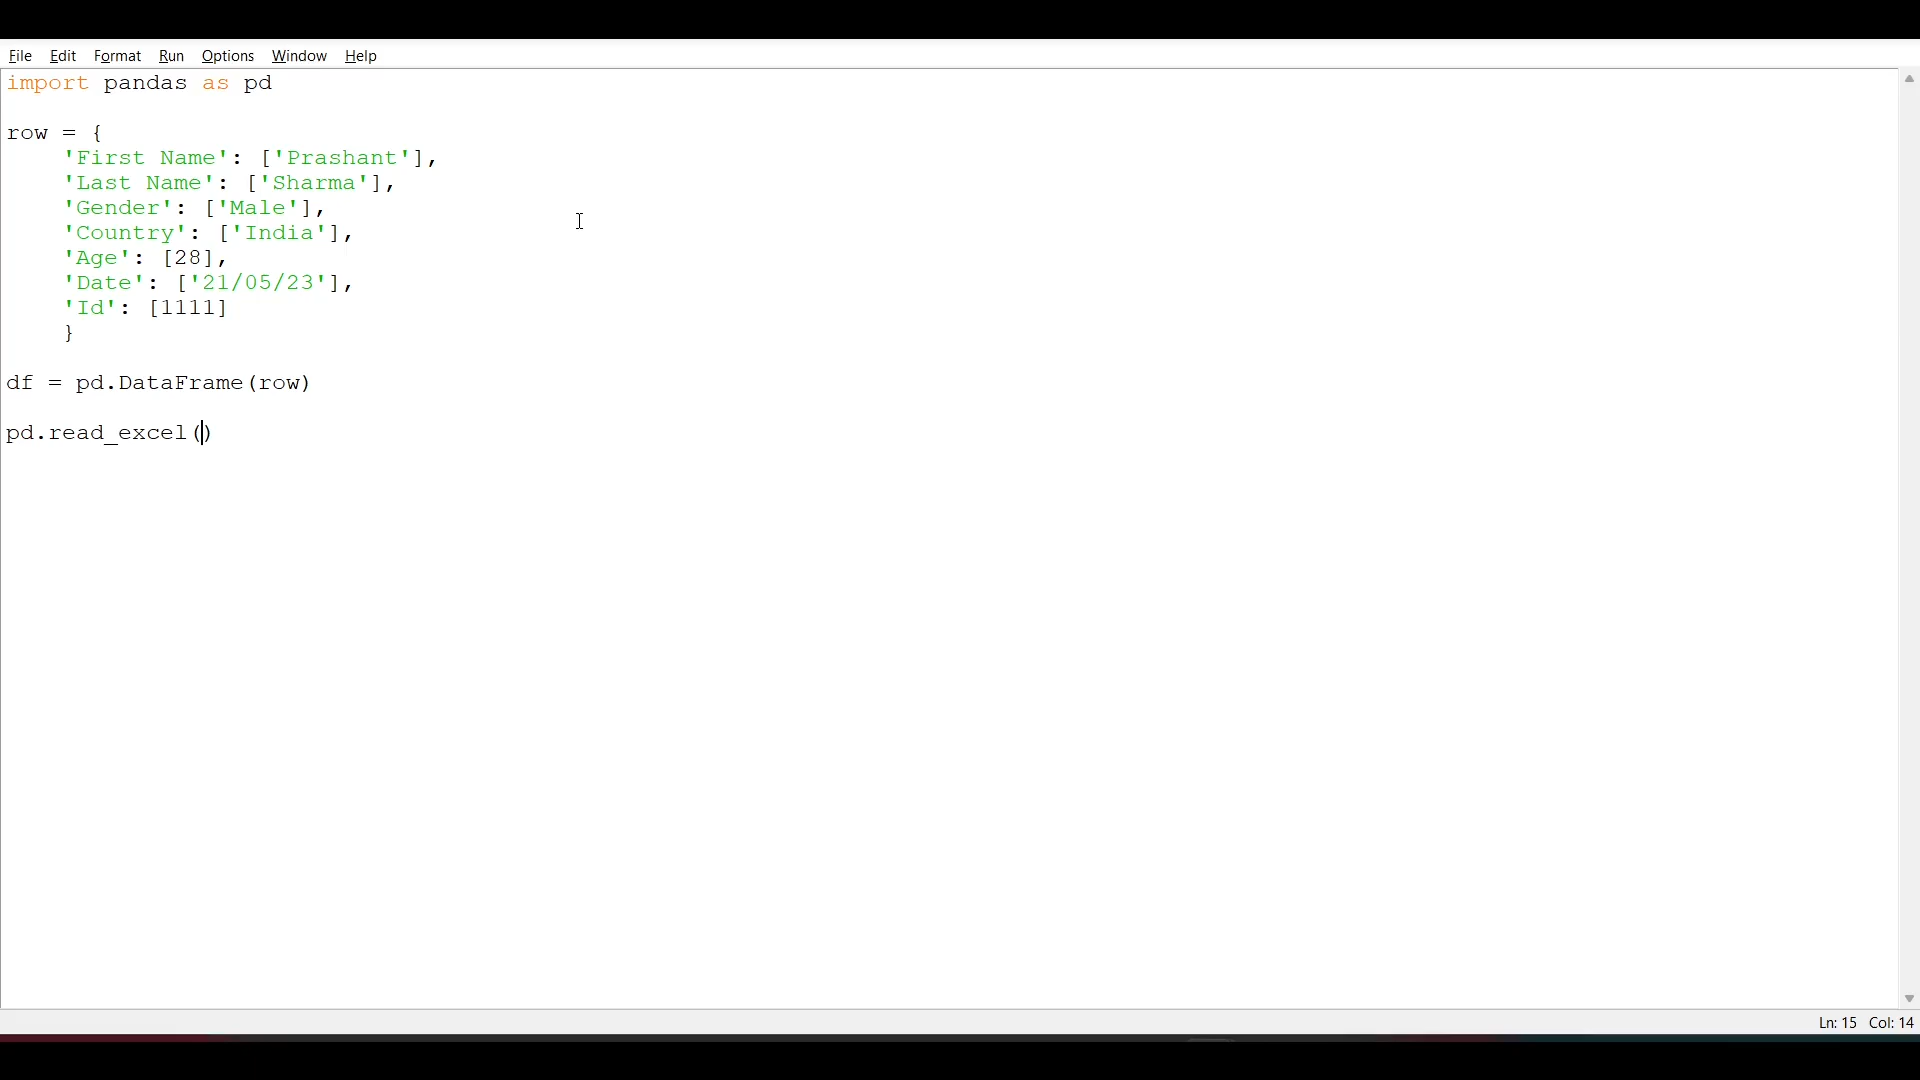 File Edit Format Run Options Window Help
import pandas as pd
row = {
'First Name': ['Prashant'],
'Last Name': ['Sharma'],
'Gender': ['Male'],
'Country': ['India'],
'Age': [28],
'Date': ['21/05/23'],
'Id': [1111]
}
df = pd.DataFrame(row)
pd.read_excel()
Ln: 15 Col: 14